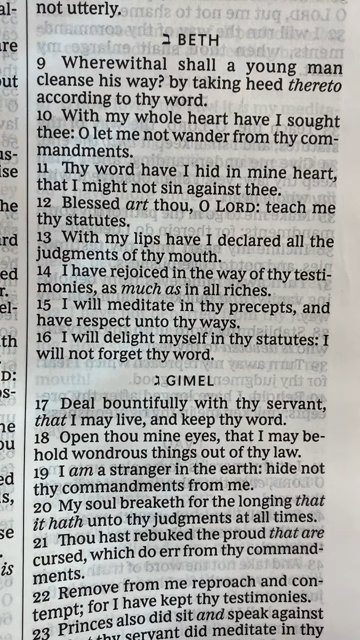 not utterly.
ב BETH
9 Wherewithal shall a young man
cleanse his way? by taking heed thereto
according to thy word.
10 With my whole heart have I sought
thee: O let me not wander from thy com-
mandments.
11 Thy word have I hid in mine heart,
that I might not sin against thee.
12 Blessed art thou, O LORD: teach me
thy statutes.
13 With my lips have I declared all the
judgments of thy mouth.
14 I have rejoiced in the way of thy testi-
monies, as much as in all riches.
15 I will meditate in thy precepts, and
have respect unto thy ways.
16 I will delight myself in thy statutes: I
will not forget thy word.
ג GIMEL
17 Deal bountifully with thy servant,
that I may live, and keep thy word.
18 Open thou mine eyes, that I may be-
hold wondrous things out of thy law.
19 I am a stranger in the earth: hide not
thy commandments from me.
20 My soul breaketh for the longing that
it hath unto thy judgments at all times.
21 Thou hast rebuked the proud that are
cursed, which do err from thy command-
ments.
22 Remove from me reproach and con-
tempt; for I have kept thy testimonies.
23 Princes also did sit and speak against
thy servant did meditate in thy